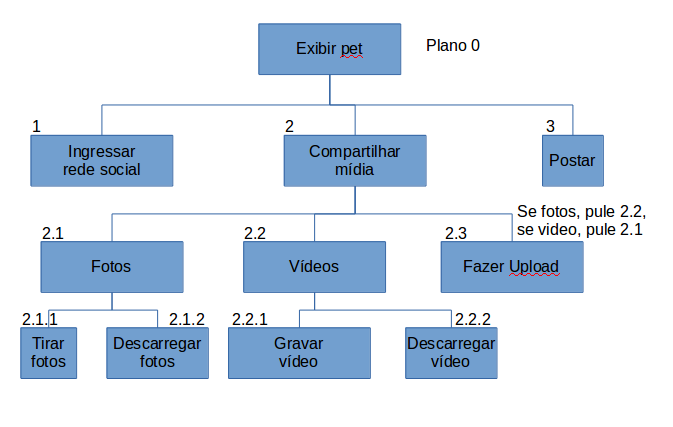 Exibir pet
Plano 0
1
Ingressar
rede social
2
Compartilhar
mídia
3
Postar
Se fotos, pule 2.2,
se video, pule 2.1
2.1
Fotos
2.2
Vídeos
2.3
Fazer Upload
2.1.1
Tirar
fotos
2.1.2
Descarregar
fotos
2.2.1
Gravar
vídeo
2.2.2
Descarregar
vídeo